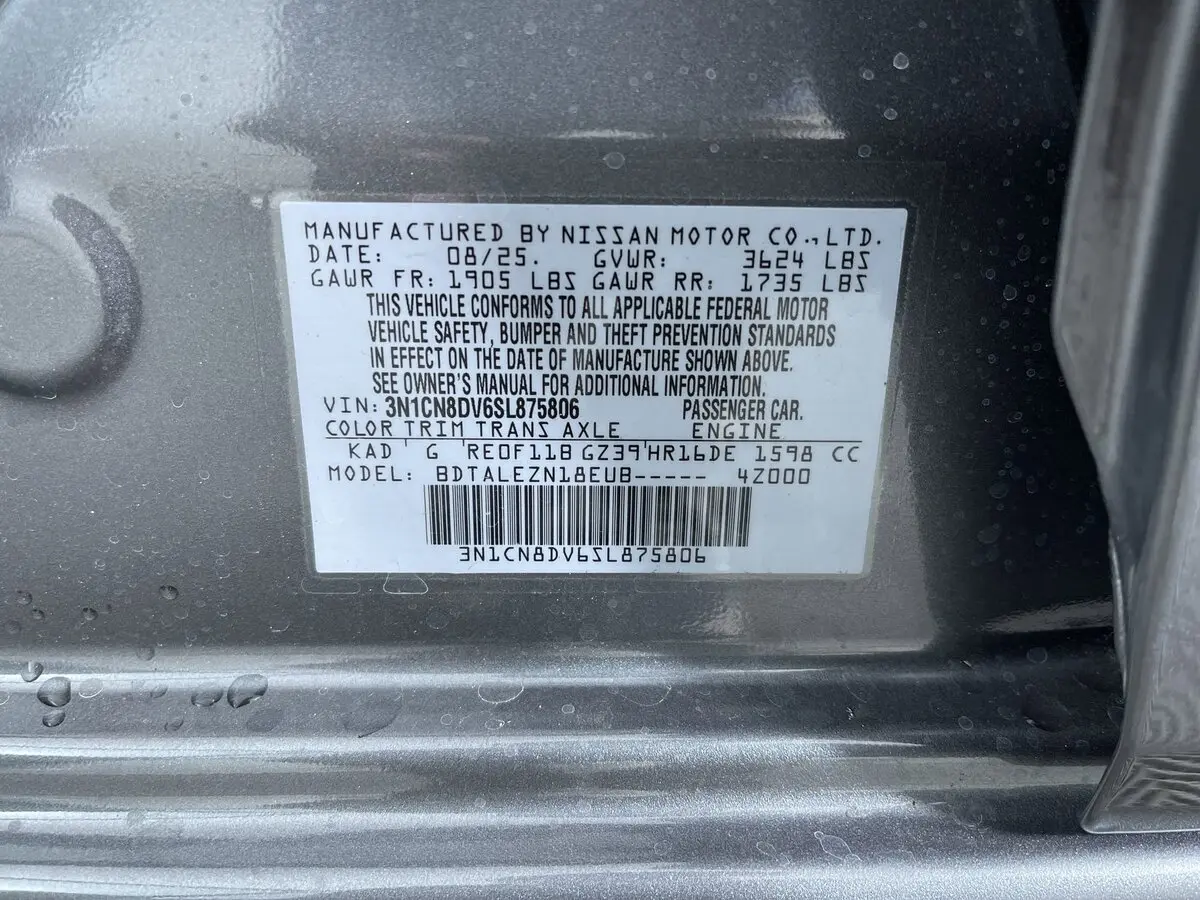 MANUFACTURED BY NISSAN MOTOR CO.,LTD.
DATE: 08/25. GVWR: 3624 LBS
GAWR FR: 1905 LBS GAWR RR: 1735 LBS
THIS VEHICLE CONFORMS TO ALL APPLICABLE FEDERAL MOTOR
VEHICLE SAFETY, BUMPER AND THEFT PREVENTION STANDARDS
IN EFFECT ON THE DATE OF MANUFACTURE SHOWN ABOVE.
SEE OWNER'S MANUAL FOR ADDITIONAL INFORMATION.
VIN: 3N1CN8DV6SL875806 PASSENGER CAR.
COLOR TRIM TRANS AXLE ENGINE
KAD G RE0F11B GZ39 HR16DE 1598 CC
MODEL: BDTALEZN18EUB----- 4Z000
3N1CN8DV6SL875806